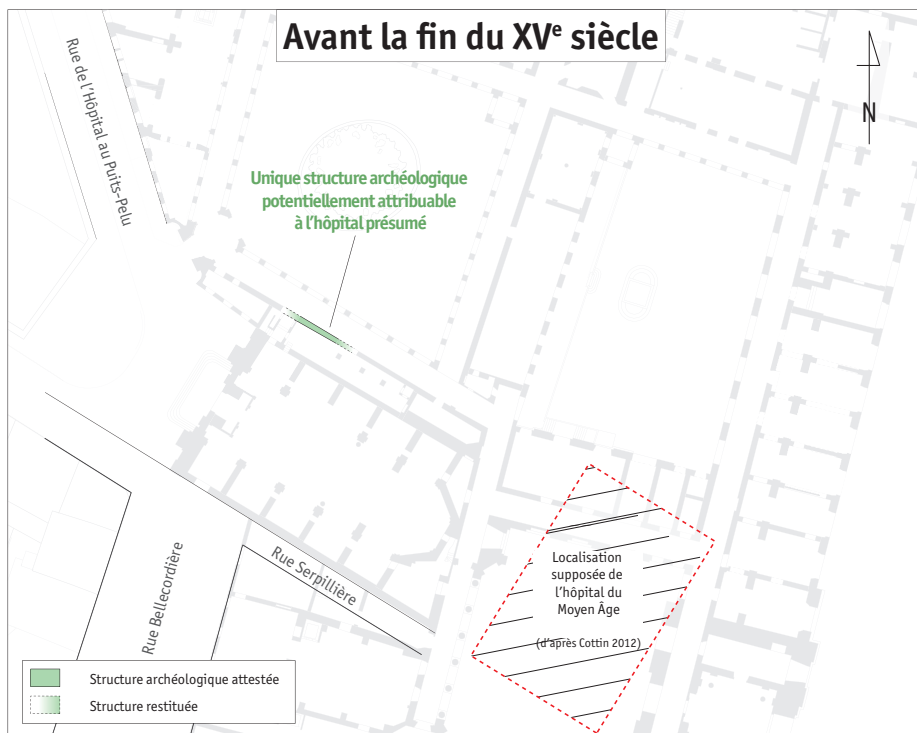 Avant la fin du XVe siècle
Rue de l'Hôpital au Puits-Pelu
N
Unique structure archéologique
potentiellement attribuable
à l'hôpital présumé
Localisation
supposée de
l'hôpital du
Moyen Âge
(d'après Cottin 2012)
Rue Serpillière
Rue Bellecordière
Structure archéologique attestée
Structure restituée